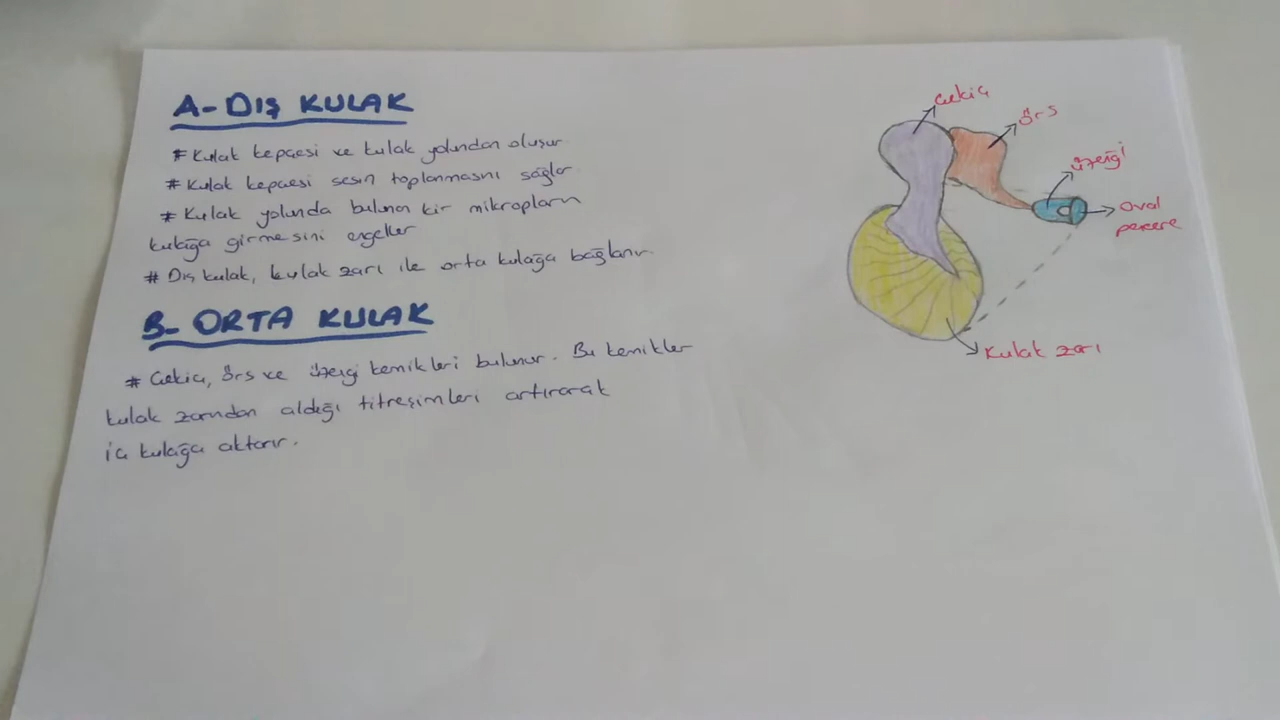 A- DIŞ KULAK
# Kulak kepçesi ve kulak yolundan oluşur.
# Kulak kepçesi sesin toplanmasını sağlar.
# Kulak yolunda bulunan kir mikropların
kulağa girmesini engeller
# Dış kulak, kulak zarı ile orta kulağa bağlanır.
B- ORTA KULAK
# Çekiç, örs ve üzengi kemikleri bulunur. Bu kemikler
kulak zarından aldığı titreşimleri artırarak
iç kulağa aktarır.
Çekiç
Örs
üzengi
Oval
pencere
Kulak zarı